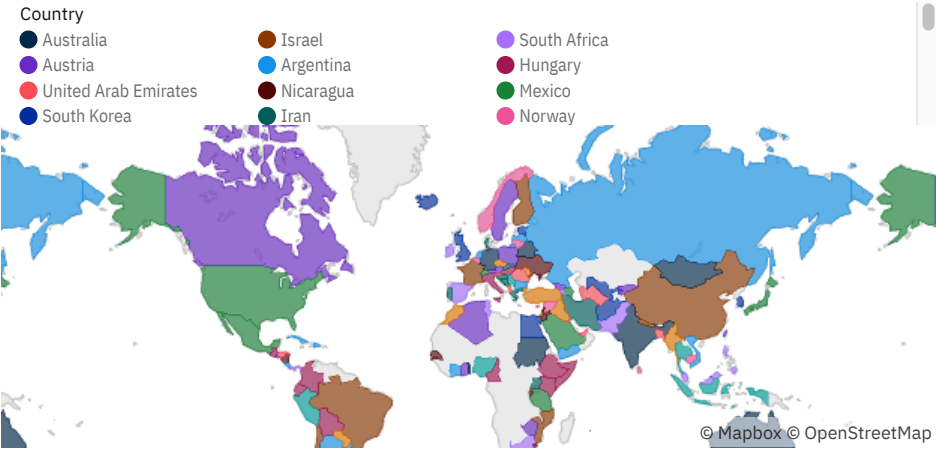 Country
Australia
Israel
South Africa
Austria
Argentina
Hungary
United Arab Emirates
Nicaragua
Mexico
South Korea
Iran
Norway
© Mapbox © OpenStreetMap